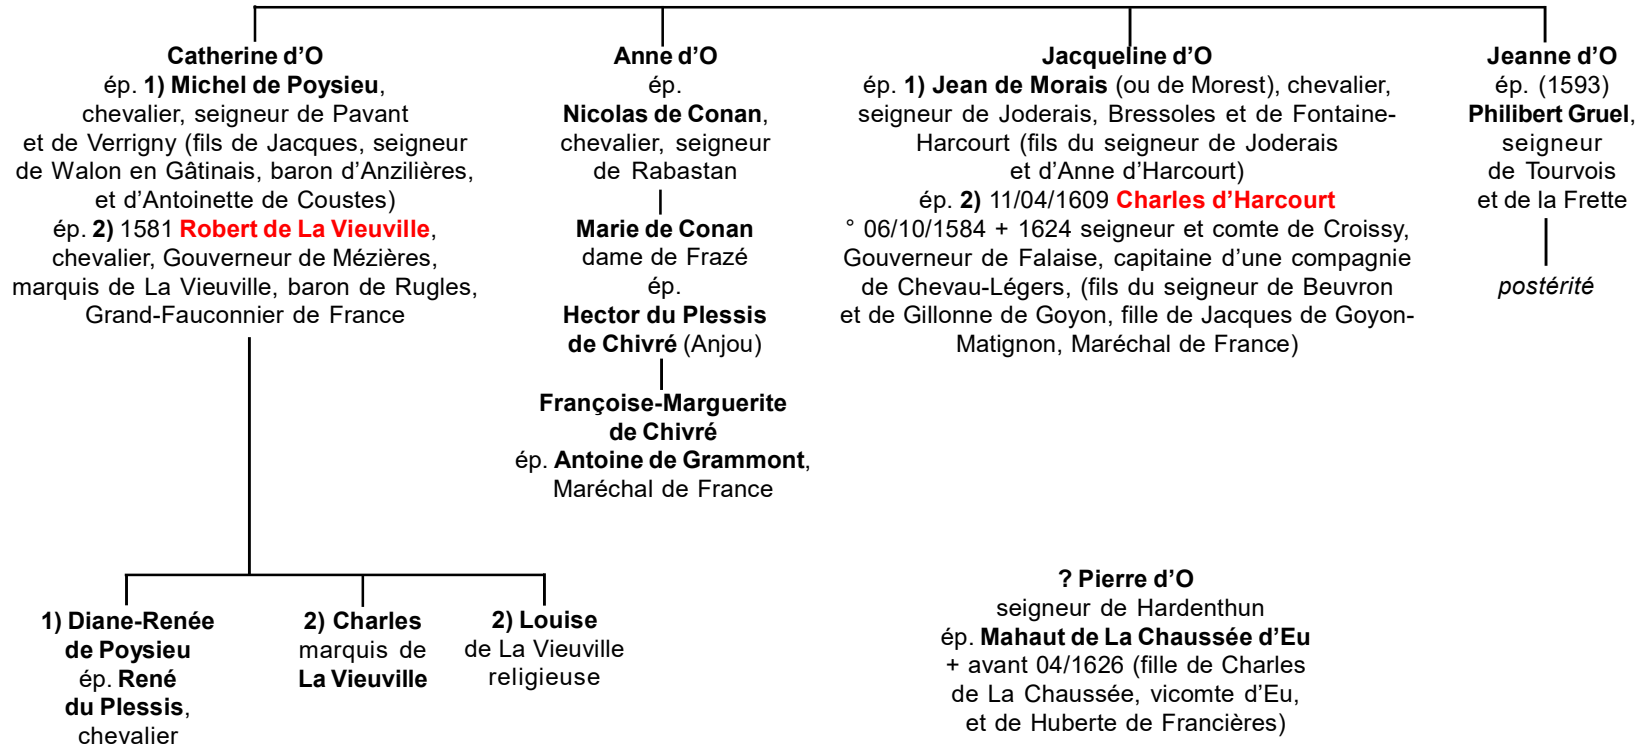 Catherine d’O
ép. 1) Michel de Poysieu,
chevalier, seigneur de Pavant
et de Verrigny (fils de Jacques, seigneur
de Walon en Gâtinais, baron d’Anzilières,
et d’Antoinette de Coustes)
ép. 2) 1581 Robert de La Vieuville,
chevalier, Gouverneur de Mézières,
marquis de La Vieuville, baron de Rugles,
Grand-Fauconnier de France
Anne d’O
ép.
Nicolas de Conan,
chevalier, seigneur
de Rabastan
Marie de Conan
dame de Frazé
ép.
Hector du Plessis
de Chivré (Anjou)
Françoise-Marguerite
de Chivré
ép. Antoine de Grammont,
Maréchal de France
Jacqueline d’O
ép. 1) Jean de Morais (ou de Morest), chevalier,
seigneur de Joderais, Bressoles et de Fontaine-
Harcourt (fils du seigneur de Joderais
et d’Anne d’Harcourt)
ép. 2) 11/04/1609 Charles d’Harcourt
° 06/10/1584 + 1624 seigneur et comte de Croissy,
Gouverneur de Falaise, capitaine d’une compagnie
de Chevau-Légers, (fils du seigneur de Beuvron
et de Gillonne de Goyon, fille de Jacques de Goyon-
Matignon, Maréchal de France)
Jeanne d’O
ép. (1593)
Philibert Gruel,
seigneur
de Tourvois
et de la Frette
postérité
1) Diane-Renée
de Poysieu
ép. René
du Plessis,
chevalier
2) Charles
marquis de
La Vieuville
2) Louise
de La Vieuville
religieuse
? Pierre d’O
seigneur de Hardenthun
ép. Mahaut de La Chaussée d’Eu
+ avant 04/1626 (fille de Charles
de La Chaussée, vicomte d’Eu,
et de Huberte de Francières)